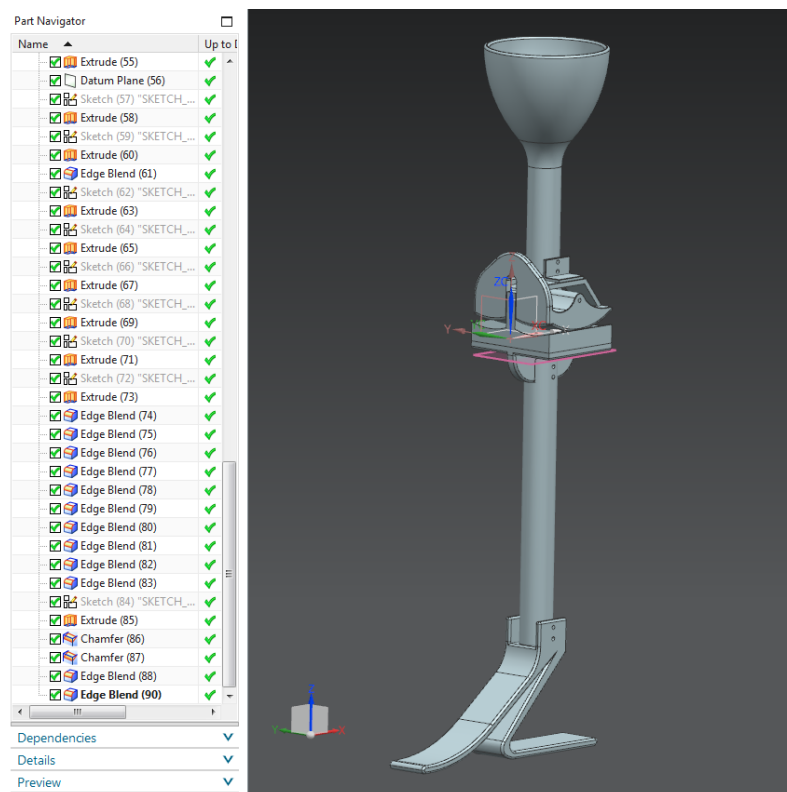 Part Navigator
Name Up to D
Extrude (55)
Datum Plane (56)
Sketch (57) "SKETCH_...
Extrude (58)
Sketch (59) "SKETCH_...
Extrude (60)
Edge Blend (61)
Sketch (62) "SKETCH_...
Extrude (63)
Sketch (64) "SKETCH_...
Extrude (65)
Sketch (66) "SKETCH_...
Extrude (67)
Sketch (68) "SKETCH_...
Extrude (69)
Sketch (70) "SKETCH_...
Extrude (71)
Sketch (72) "SKETCH_...
Extrude (73)
Edge Blend (74)
Edge Blend (75)
Edge Blend (76)
Edge Blend (77)
Edge Blend (78)
Edge Blend (79)
Edge Blend (80)
Edge Blend (81)
Edge Blend (82)
Edge Blend (83)
Sketch (84) "SKETCH_...
Extrude (85)
Chamfer (86)
Chamfer (87)
Edge Blend (88)
Edge Blend (90)
Dependencies
Details
Preview
Y
Z
Y X